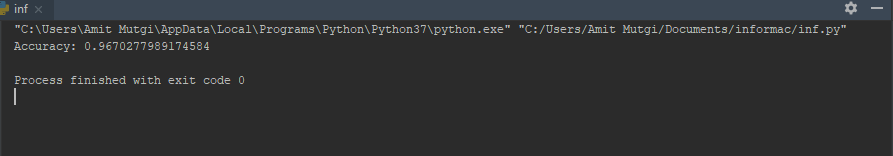 inf
"C:\Users\Amit Mutgi\AppData\Local\Programs\Python\Python37\python.exe" "C:/Users/Amit Mutgi/Documents/informac/inf.py"
Accuracy: 0.9670277989174584
Process finished with exit code 0